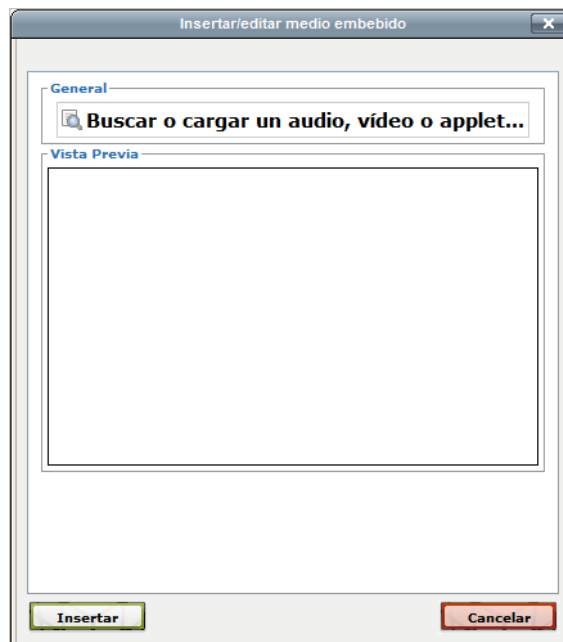 Insertar/editar medio embebido
General
Buscar o cargar un audio, vídeo o applet...
Vista Previa
Insertar
Cancelar